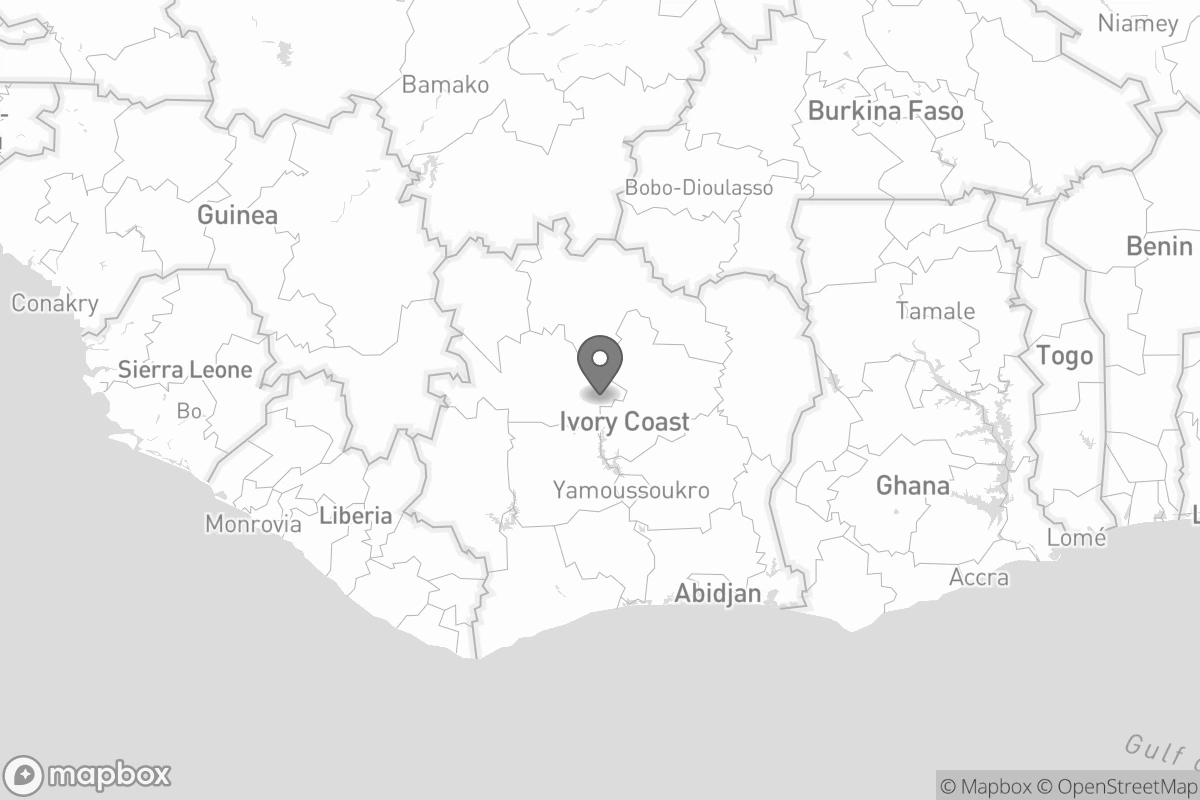 Niamey
Bamako
Burkina Faso
Bobo-Dioulasso
Guinea
Benin
Conakry
Tamale
Togo
Sierra Leone
Bo
Ivory Coast
Yamoussoukro
Ghana
Monrovia
Liberia
Lomé
Accra
Abidjan
Gulf
mapbox
© Mapbox © OpenStreetMap